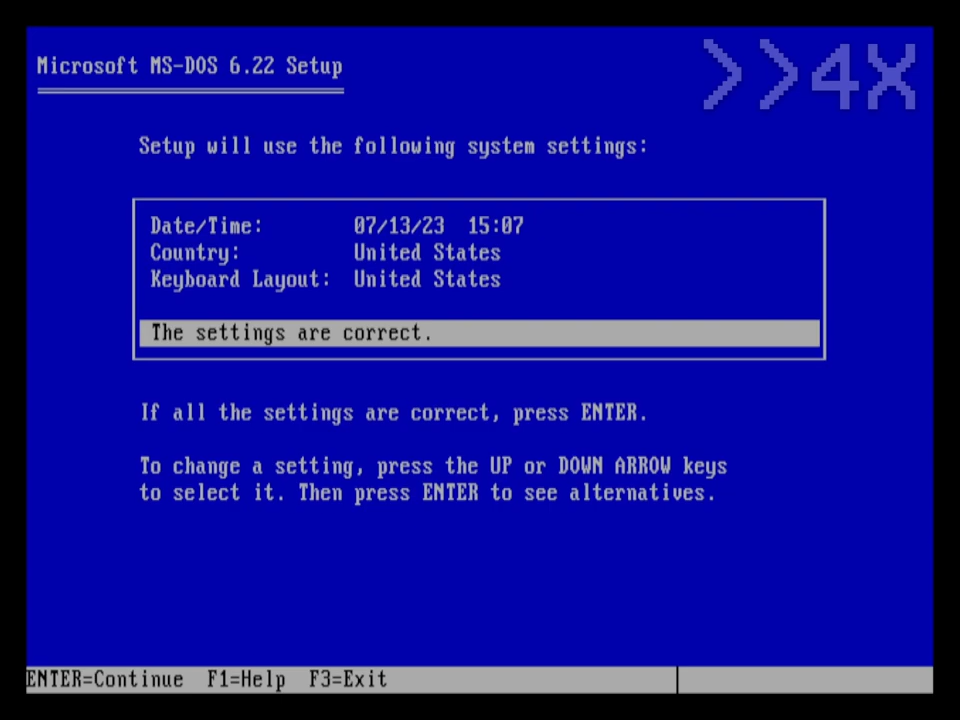 Microsoft MS-DOS 6.22 Setup
>>4X
Setup will use the following system settings:
Date/Time: 07/13/23 15:07
Country: United States
Keyboard Layout: United States
The settings are correct.
If all the settings are correct, press ENTER.
To change a setting, press the UP or DOWN ARROW keys
to select it. Then press ENTER to see alternatives.
ENTER=Continue F1=Help F3=Exit